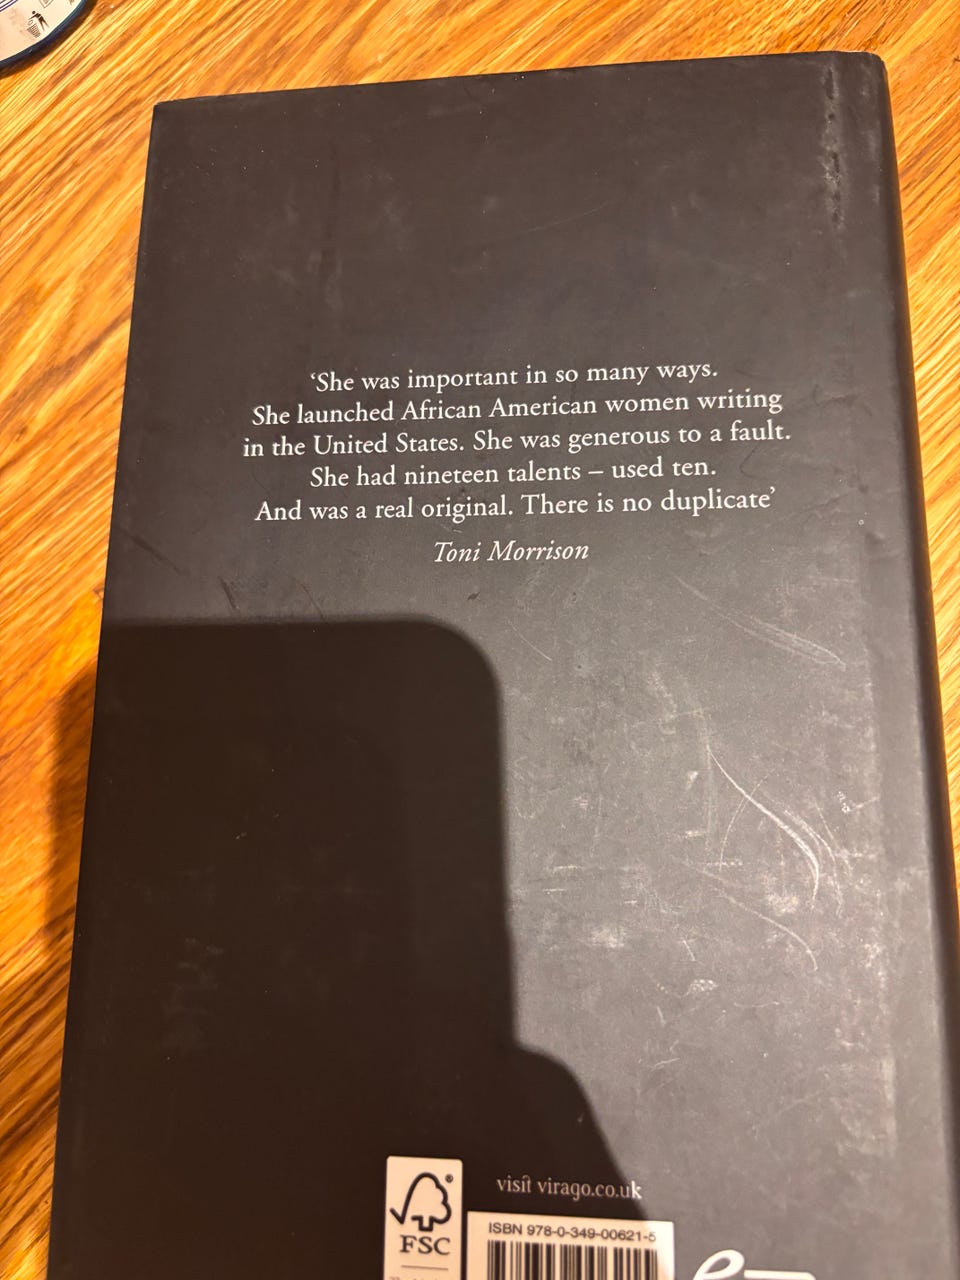 ‘She was important in so many ways.
She launched African American women writing
in the United States. She was generous to a fault.
She had nineteen talents – used ten.
And was a real original. There is no duplicate’
Toni Morrison
visit virago.co.uk
®
FSC
ISBN 978-0-349-00621-5